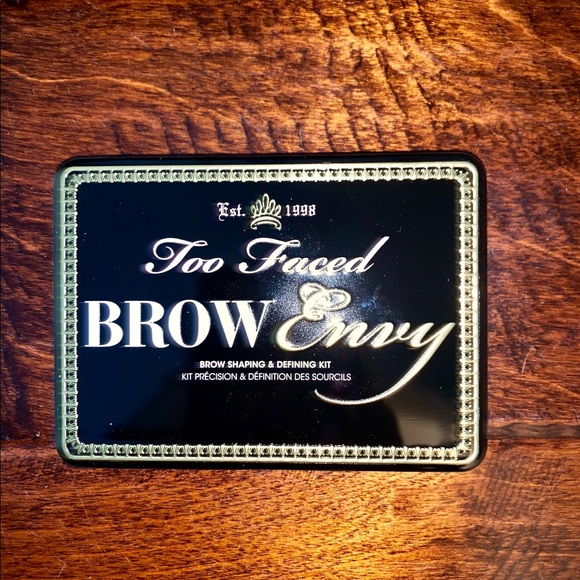 Est. 1998
Too Faced
BROW Envy
BROW SHAPING & DEFINING KIT
KIT PRÉCISION & DÉFINITION DES SOURCILS